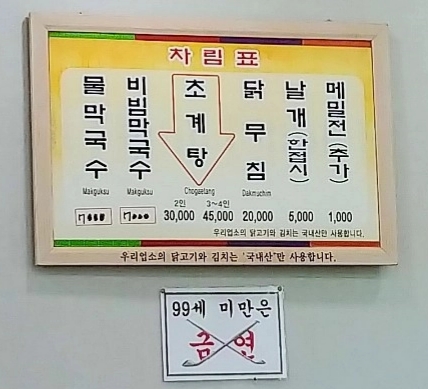 차림표
물막국수
비빔막국수
초계탕
닭무침
날개(한접시)
메밀전(추가)
Makguksu Makguksu Chogaetang Dakmuchim
2인 3~4인
7000 7000 30,000 45,000 20,000 5,000 1,000
우리업소의 닭고기와 김치는 국내산만 사용합니다.
우리업소의 닭고기와 김치는 '국내산'만 사용합니다.
99세 미만은
금연